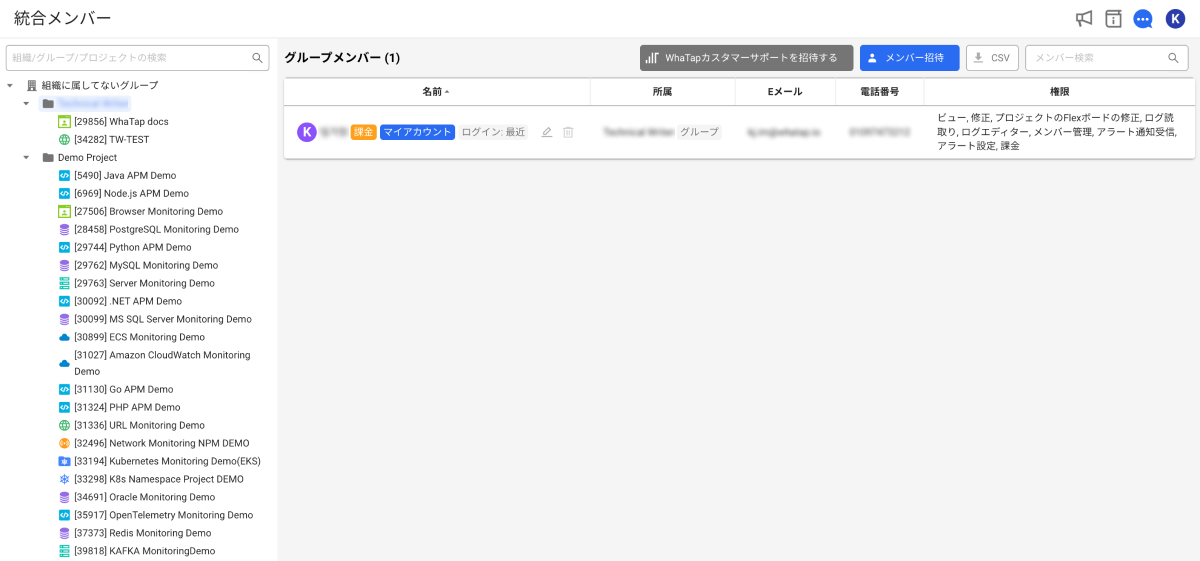 統合メンバー
K
組織/グループ/プロジェクトの検索
組織に属してないグループ
[29856] WhaTap docs
[34282] TW-TEST
Demo Project
[5490] Java APM Demo
[6969] Node.js APM Demo
[27506] Browser Monitoring Demo
[28458] PostgreSQL Monitoring Demo
[29744] Python APM Demo
[29762] MySQL Monitoring Demo
[29763] Server Monitoring Demo
[30092] .NET APM Demo
[30099] MS SQL Server Monitoring Demo
[30899] ECS Monitoring Demo
[31027] Amazon CloudWatch Monitoring
Demo
[31130] Go APM Demo
[31324] PHP APM Demo
[31336] URL Monitoring Demo
[32496] Network Monitoring NPM DEMO
[33194] Kubernetes Monitoring Demo(EKS)
[33298] K8s Namespace Project DEMO
[34691] Oracle Monitoring Demo
[35917] OpenTelemetry Monitoring Demo
[37373] Redis Monitoring Demo
[39818] KAFKA MonitoringDemo
グループメンバー (1)
WhaTapカスタマーサポートを招待する
メンバー招待
CSV
メンバー検索
名前 所属 Eメール 電話番号 権限
K 課金 マイアカウント ログイン: 最近 グループ
ビュー, 修正, プロジェクトのFlexボードの修正, ログ読
取り, ログエディター, メンバー管理, アラート通知受信,
アラート設定, 課金